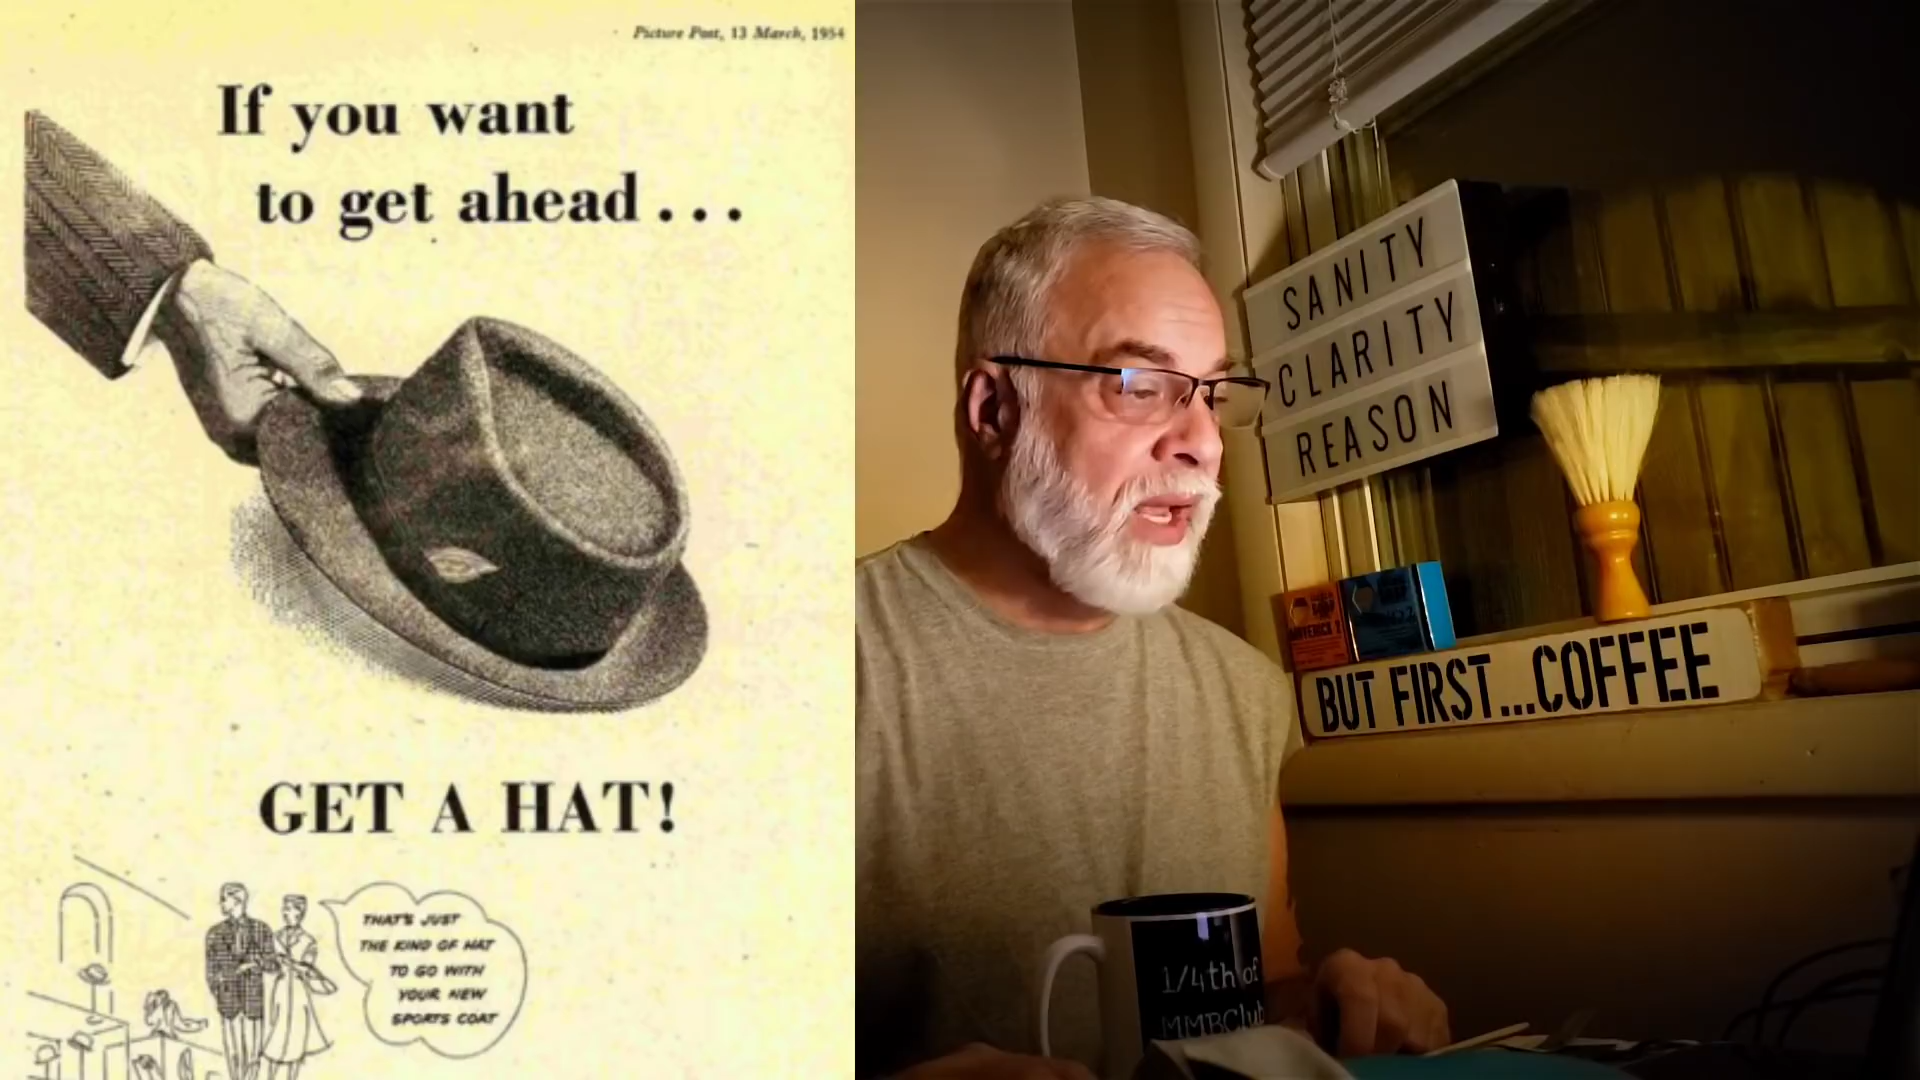 Picture Post, 13 March, 1954
If you want
to get ahead...
GET A HAT!
THAT'S JUST
THE KIND OF HAT
TO GO WITH
YOUR NEW
SPORTS COAT
SANITY
CLARITY
REASON
BUT FIRST...COFFEE
1/4th of
MMBClub